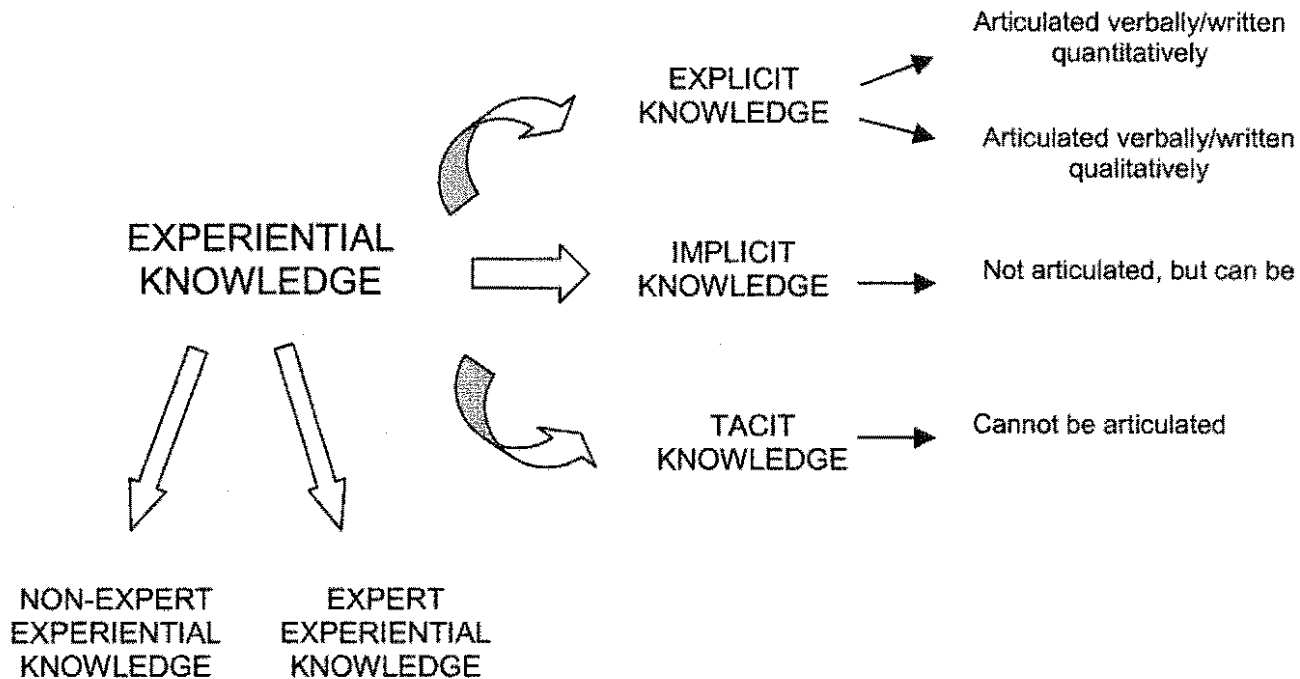 Articulated verbally/written
quantitatively
EXPLICIT
KNOWLEDGE
Articulated verbally/written
qualitatively
EXPERIENTIAL
KNOWLEDGE
IMPLICIT
KNOWLEDGE
Not articulated, but can be
TACIT
KNOWLEDGE
Cannot be articulated
NON-EXPERT
EXPERIENTIAL
KNOWLEDGE
EXPERT
EXPERIENTIAL
KNOWLEDGE